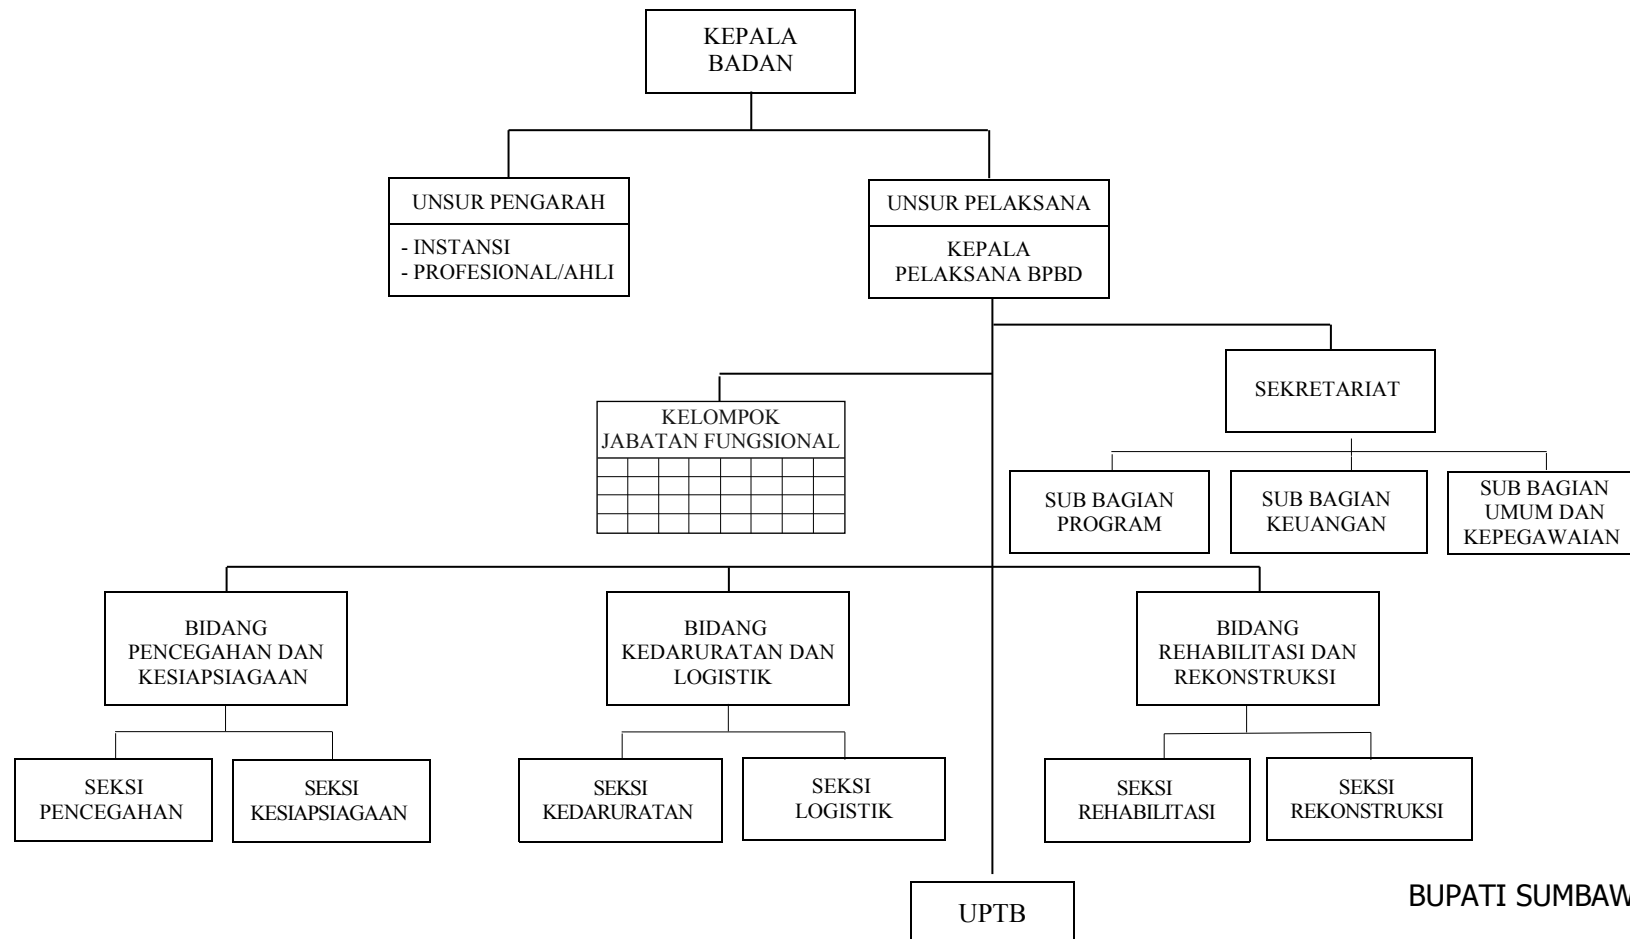 KEPALA
BADAN
UNSUR PENGARAH
- INSTANSI
- PROFESIONAL/AHLI
UNSUR PELAKSANA
KEPALA
PELAKSANA BPBD
SEKRETARIAT
KELOMPOK
JABATAN FUNGSIONAL
SUB BAGIAN
PROGRAM
SUB BAGIAN
KEUANGAN
SUB BAGIAN
UMUM DAN
KEPEGAWAIAN
BIDANG
PENCEGAHAN DAN
KESIAPSIAGAAN
BIDANG
KEDARURATAN DAN
LOGISTIK
BIDANG
REHABILITASI DAN
REKONSTRUKSI
SEKSI
PENCEGAHAN
SEKSI
KESIAPSIAGAAN
SEKSI
KEDARURATAN
SEKSI
LOGISTIK
SEKSI
REHABILITASI
SEKSI
REKONSTRUKSI
UPTB
BUPATI SUMBAW